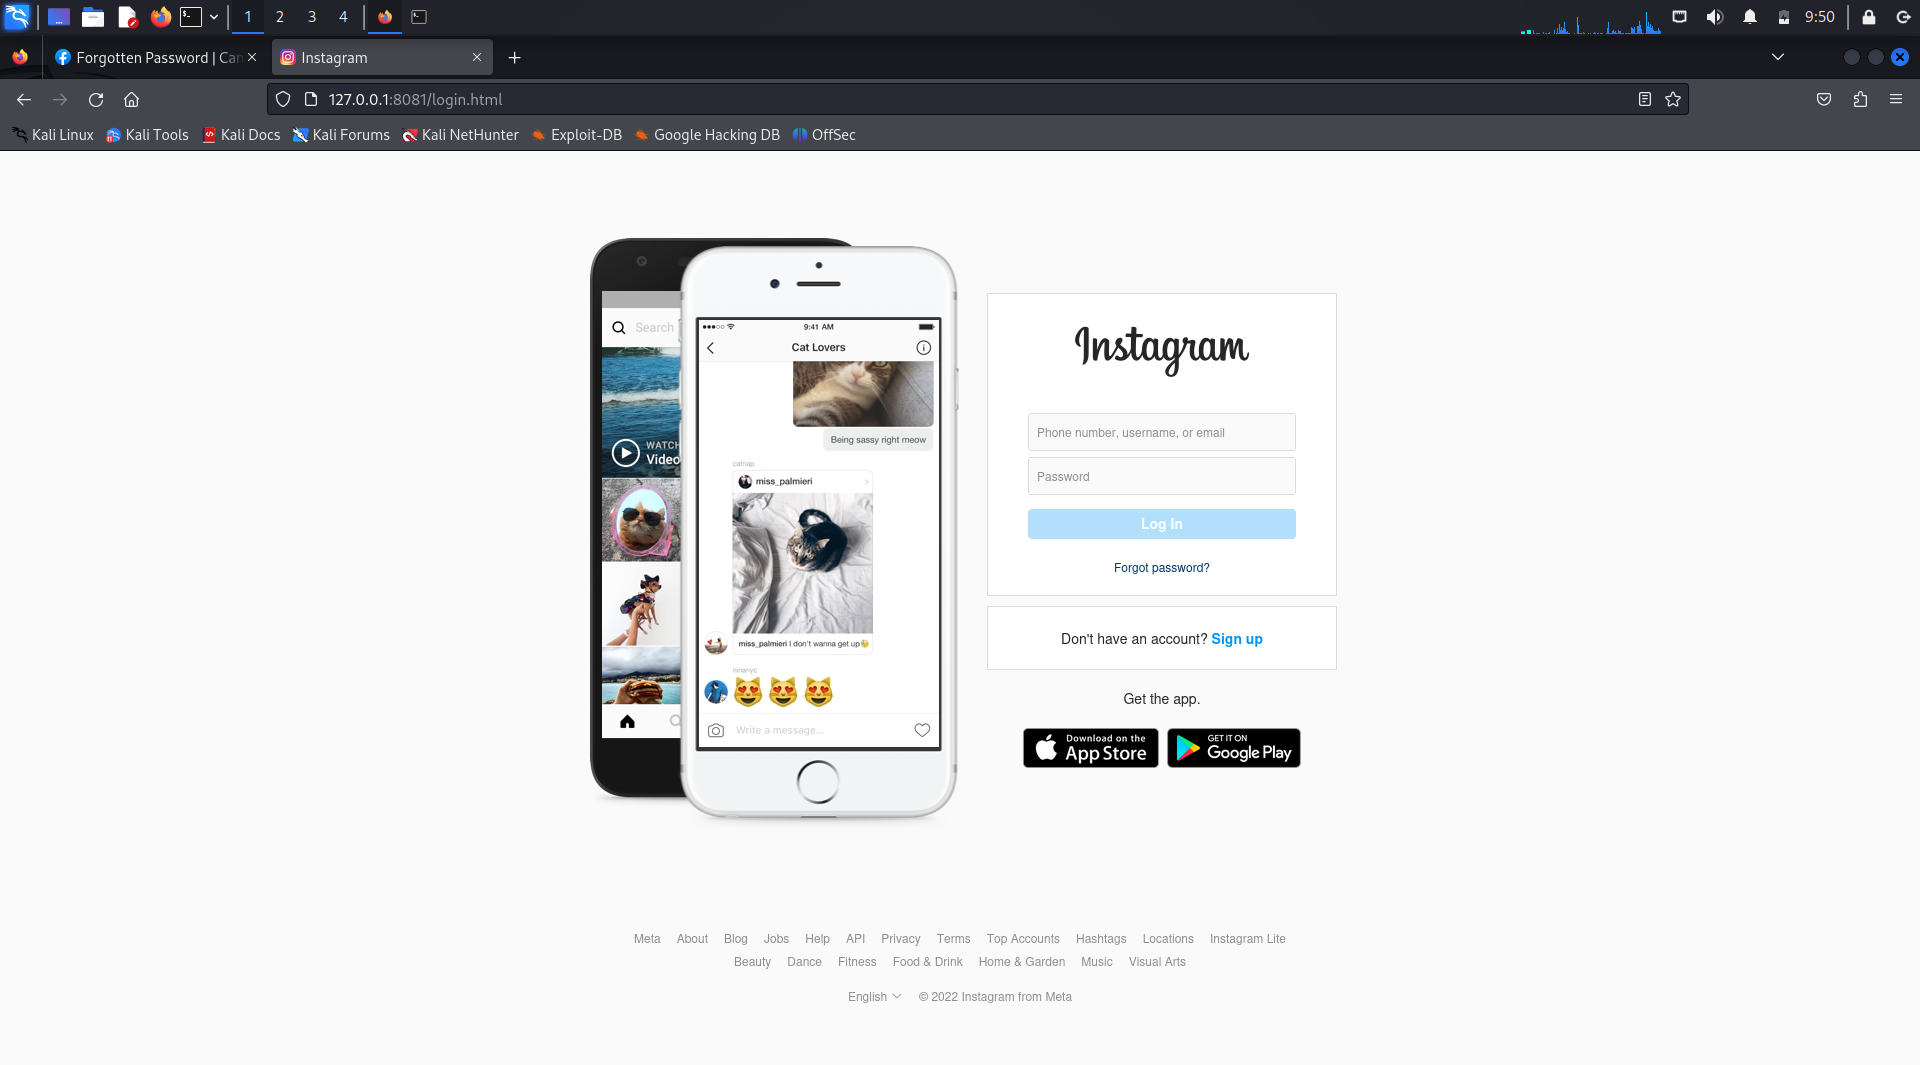 1 2 3 4 9:50
Forgotten Password | Can
Instagram
127.0.0.1:8081/login.html
Kali Linux Kali Tools Kali Docs Kali Forums Kali NetHunter Exploit-DB Google Hacking DB OffSec
Search
WATCH
Video
9:41 AM
Cat Lovers
Being sassy right meow
catnap
miss_palmieri
miss_palmieri I don't wanna get up
ninanyc
Write a message...
Instagram
Phone number, username, or email
Password
Log In
Forgot password?
Don't have an account? Sign up
Get the app.
Download on the
App Store
GET IT ON
Google Play
Meta About Blog Jobs Help API Privacy Terms Top Accounts Hashtags Locations Instagram Lite
Beauty Dance Fitness Food & Drink Home & Garden Music Visual Arts
English © 2022 Instagram from Meta